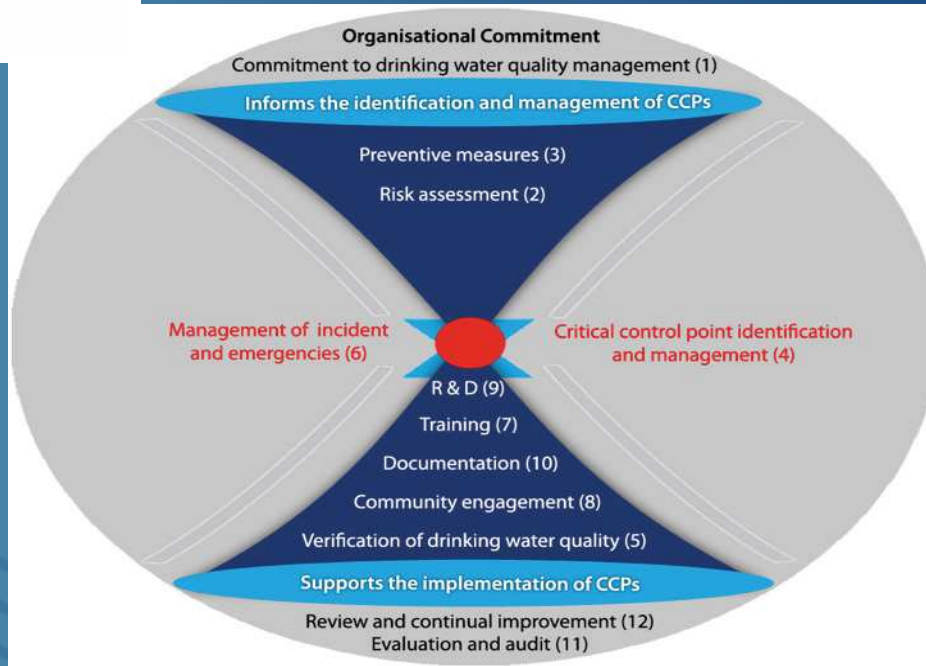 Organisational Commitment
Commitment to drinking water quality management (1)
Informs the identification and management of CCPs
Preventive measures (3)
Risk assessment (2)
Management of incident
and emergencies (6)
Critical control point identification
and management (4)
R & D (9)
Training (7)
Documentation (10)
Community engagement (8)
Verification of drinking water quality (5)
Supports the implementation of CCPs
Review and continual improvement (12)
Evaluation and audit (11)